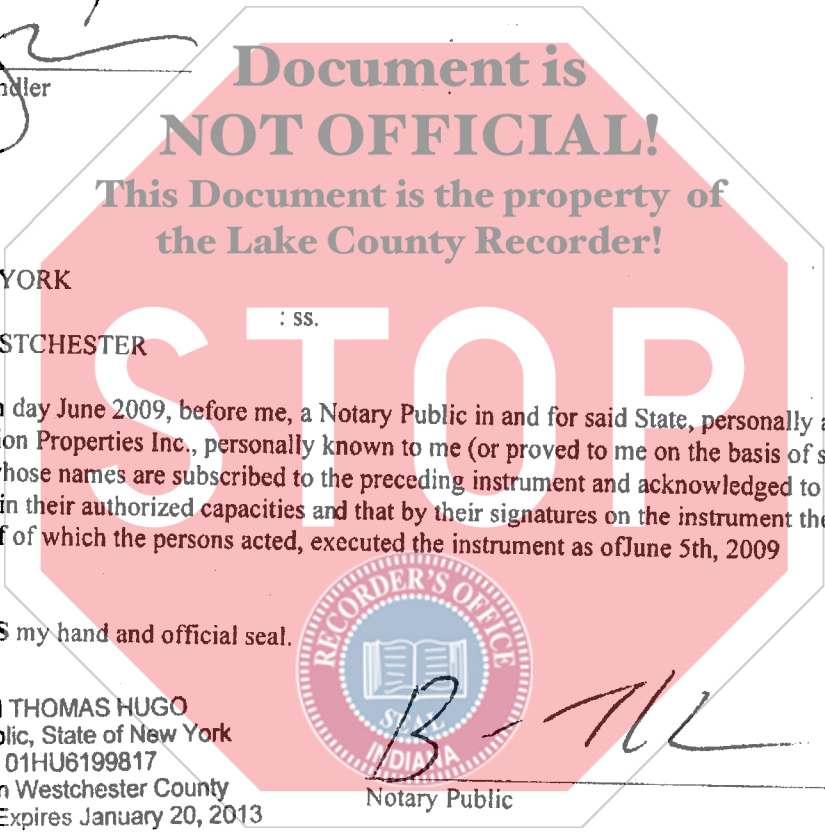 ndler
Document is
NOT OFFICIAL!
This Document is the property of
the Lake County Recorder!
YORK
: ss.
STCHESTER
day June 2009, before me, a Notary Public in and for said State, personally
ion Properties Inc., personally known to me (or proved to me on the basis of s
hose names are subscribed to the preceding instrument and acknowledged to
in their authorized capacities and that by their signatures on the instrument the
f of which the persons acted, executed the instrument as ofJune 5th, 2009
STOP
S my hand and official seal.
RECORDER'S OFFICE
SEAL
INDIANA
THOMAS HUGO
blic, State of New York
01HU6199817
n Westchester County
Expires January 20, 2013
Notary Public